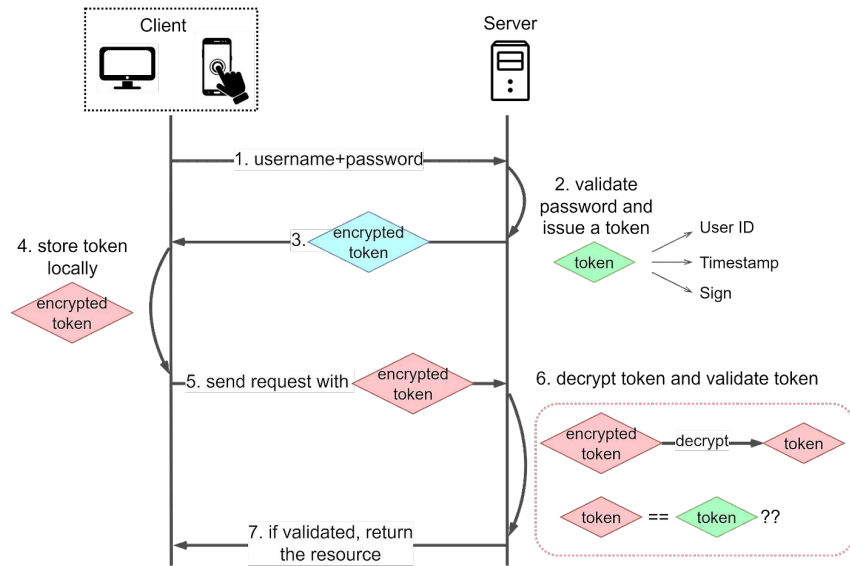 Client
Server
1. username+password
2. validate
password and
issue a token
token
User ID
Timestamp
Sign
3.
encrypted
token
4. store token
locally
encrypted
token
5. send request with
encrypted
token
6. decrypt token and validate token
encrypted
token
decrypt
token
token
==
token
??
7. if validated, return
the resource